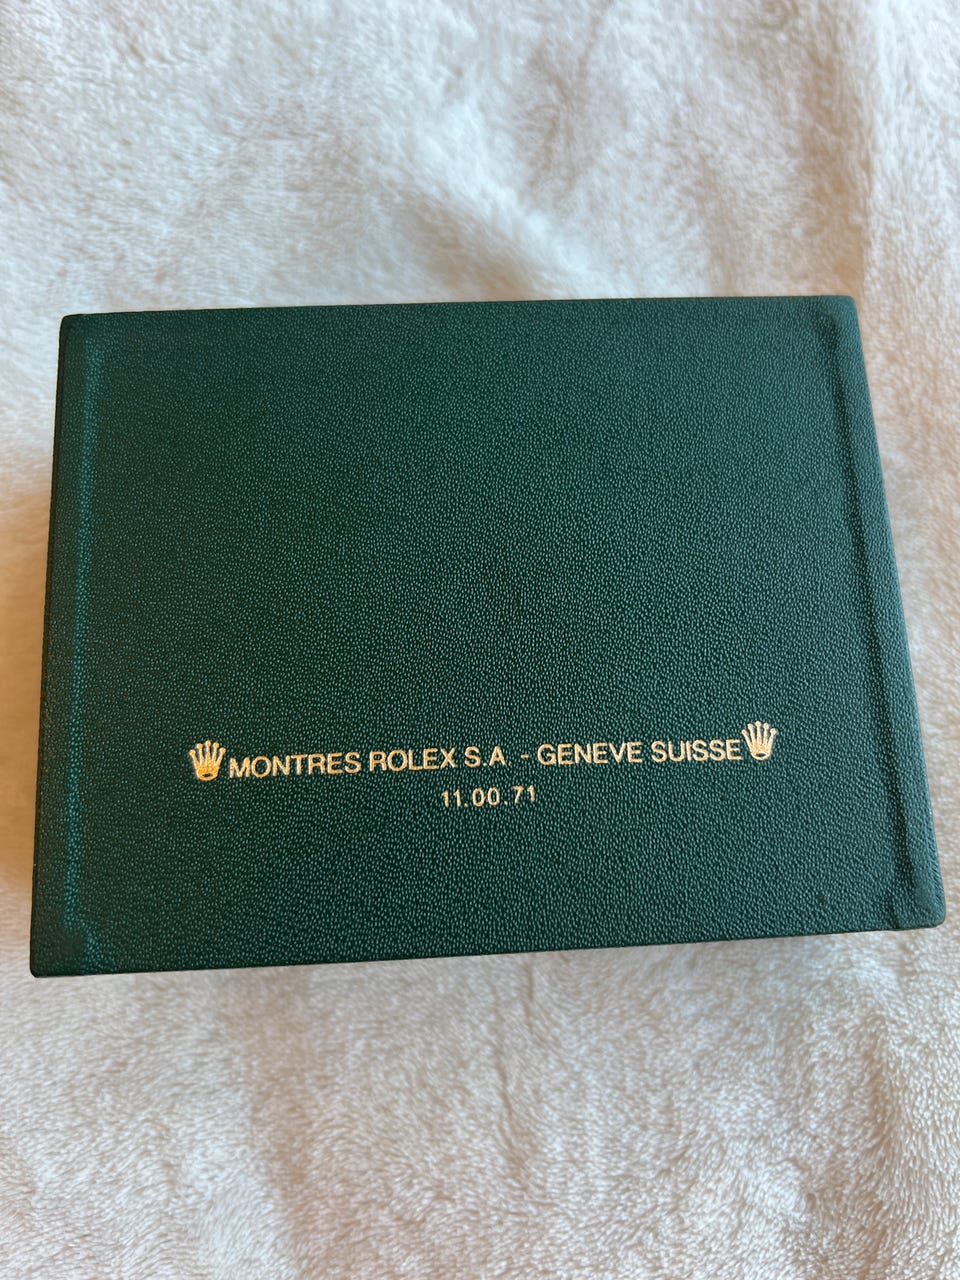 MONTRES ROLEX S.A - GENEVE SUISSE
11.00.71